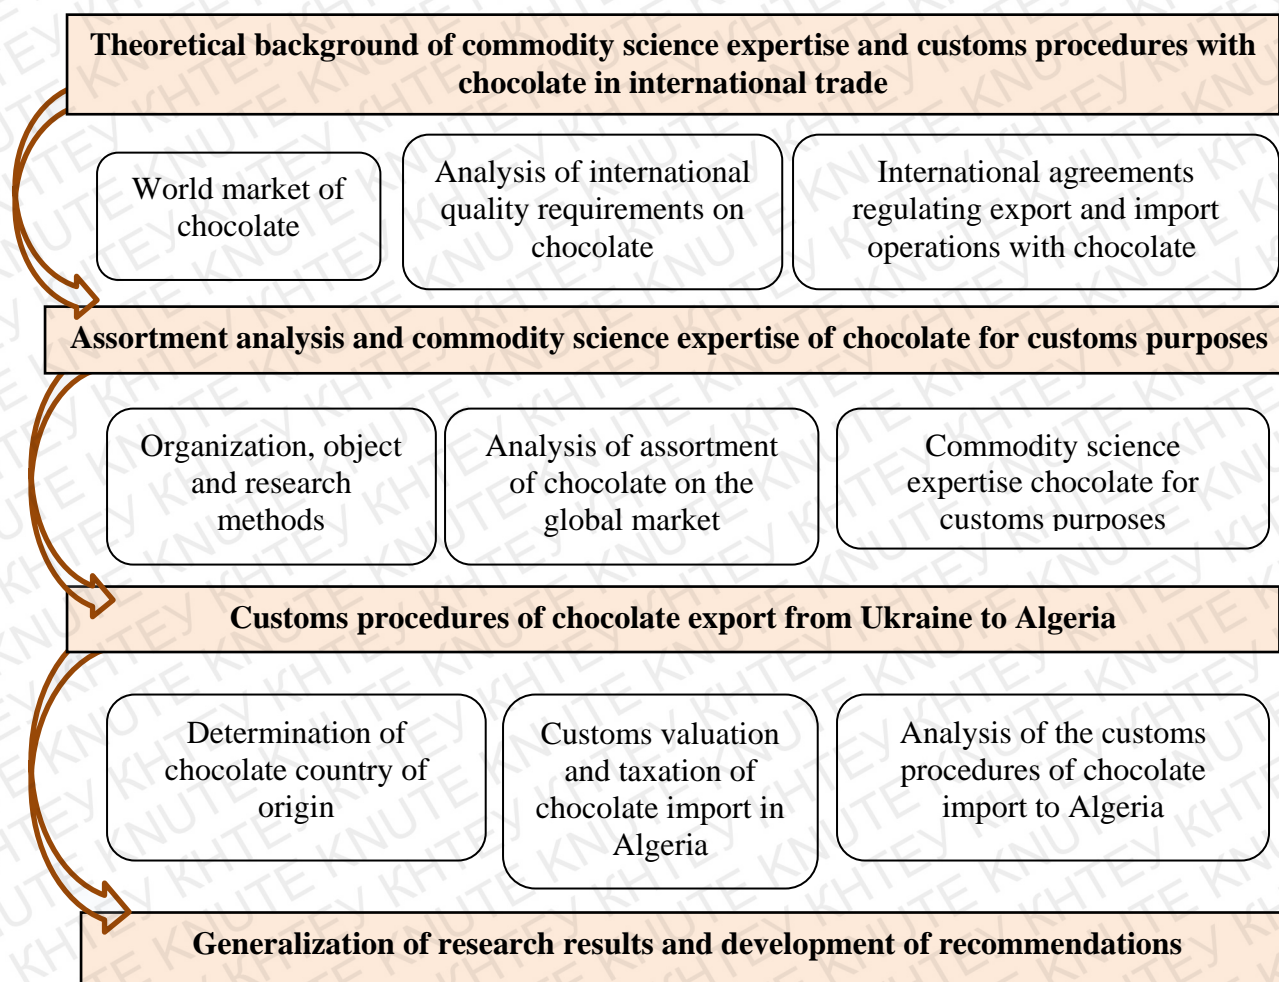 Theoretical background of commodity science expertise and customs procedures with
chocolate in international trade
World market of
chocolate
Analysis of international
quality requirements on
chocolate
International agreements
regulating export and import
operations with chocolate
Assortment analysis and commodity science expertise of chocolate for customs purposes
Organization, object
and research
methods
Analysis of assortment
of chocolate on the
global market
Commodity science
expertise chocolate for
customs purposes
Customs procedures of chocolate export from Ukraine to Algeria
Determination of
chocolate country of
origin
Customs valuation
and taxation of
chocolate import in
Algeria
Analysis of the customs
procedures of chocolate
import to Algeria
Generalization of research results and development of recommendations